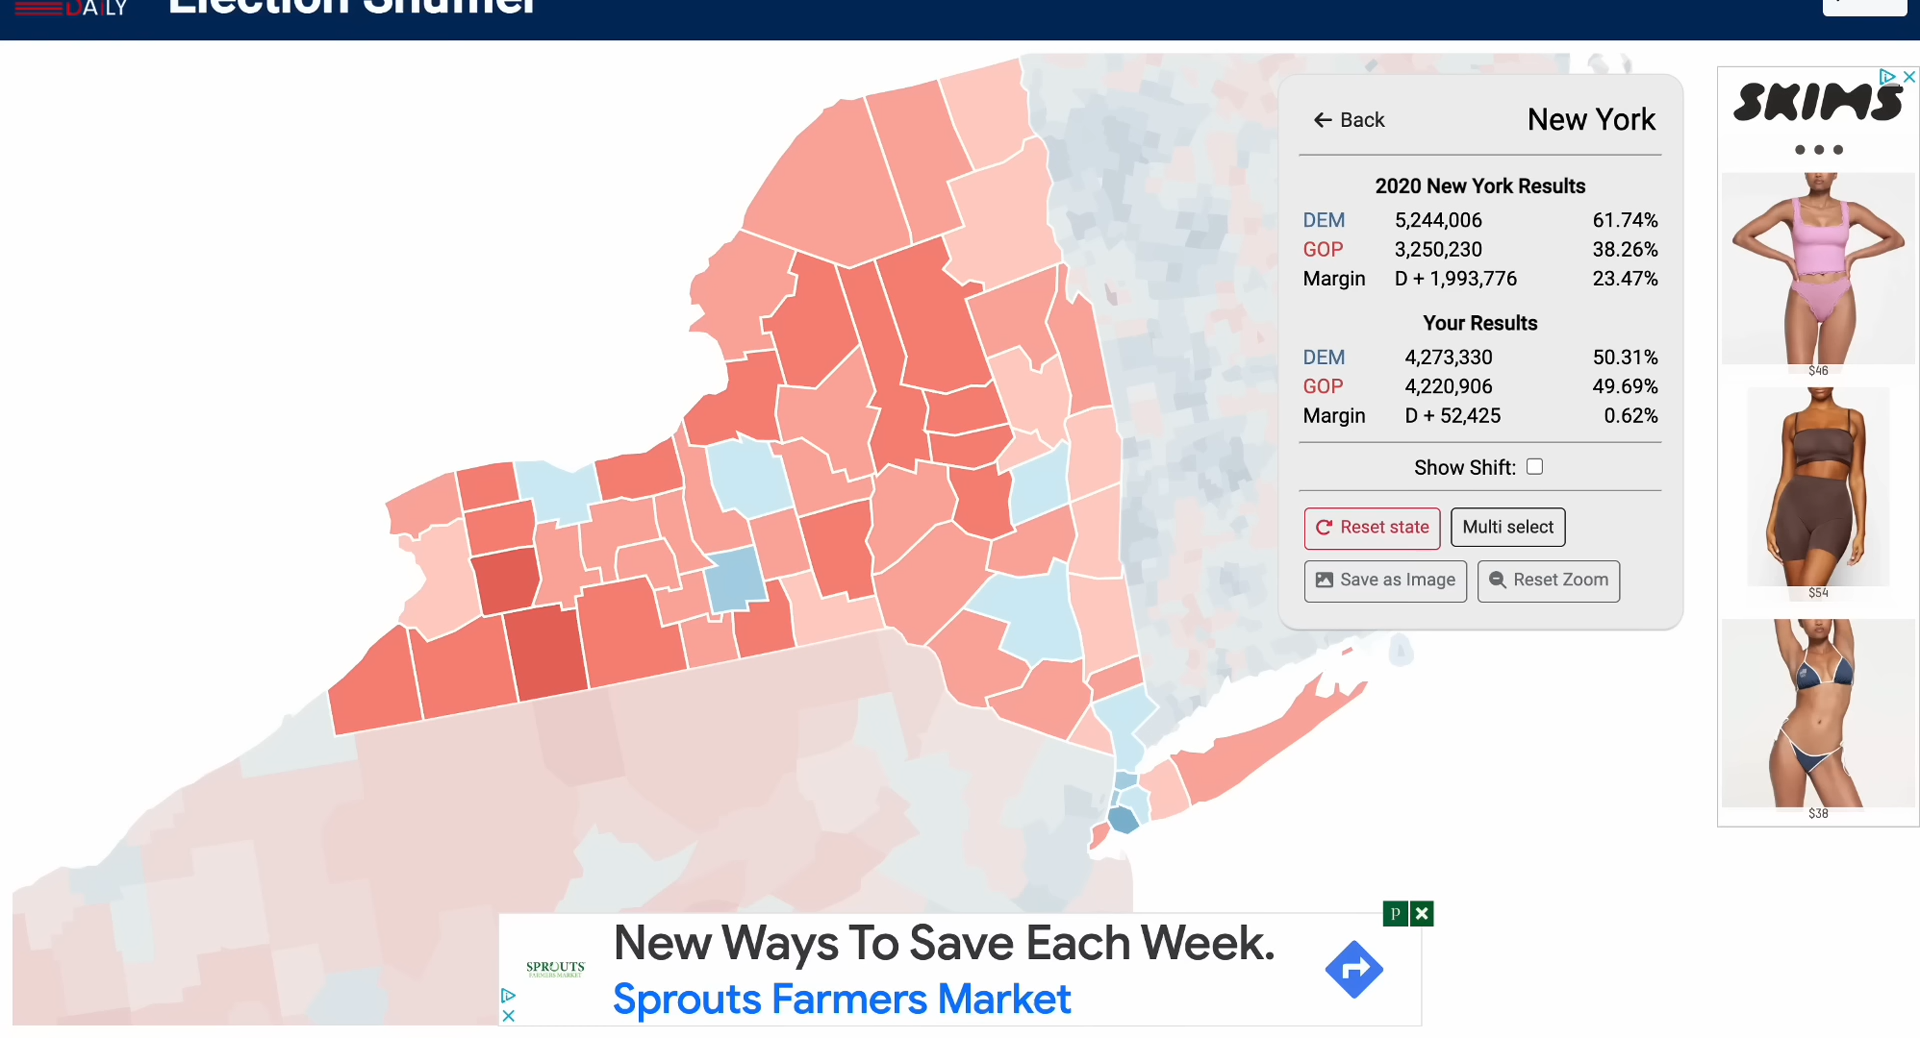 DAILY
Election Shuffler
← Back
New York
2020 New York Results
DEM 5,244,006 61.74%
GOP 3,250,230 38.26%
Margin D + 1,993,776 23.47%
Your Results
DEM 4,273,330 50.31%
GOP 4,220,906 49.69%
Margin D + 52,425 0.62%
Show Shift:
Reset state
Multi select
Save as Image
Reset Zoom
SKIMS
$46
$54
$38
P
New Ways To Save Each Week.
SPROUTS
FARMERS MARKET
Sprouts Farmers Market